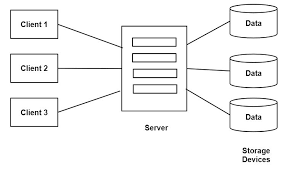 Client 1
Client 2
Client 3
Server
Data
Data
Data
Storage
Devices